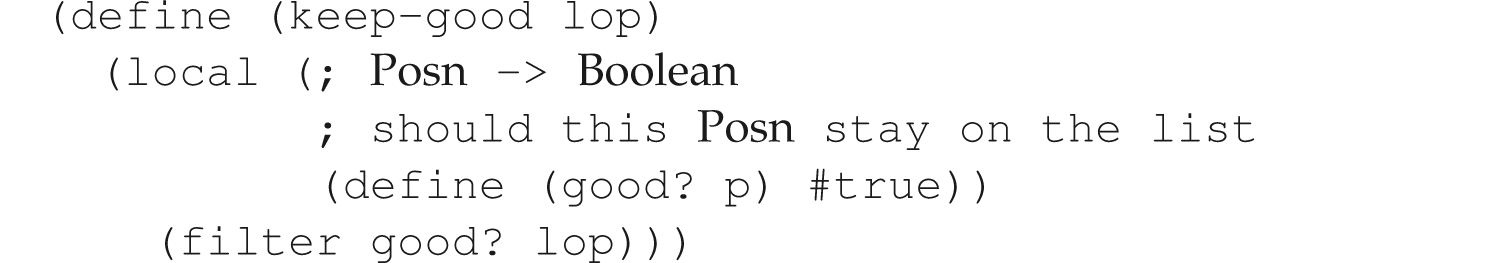 (define (keep-good lop)
(local (; Posn -> Boolean
; should this Posn stay on the list
(define (good? p) #true))
(filter good? lop)))